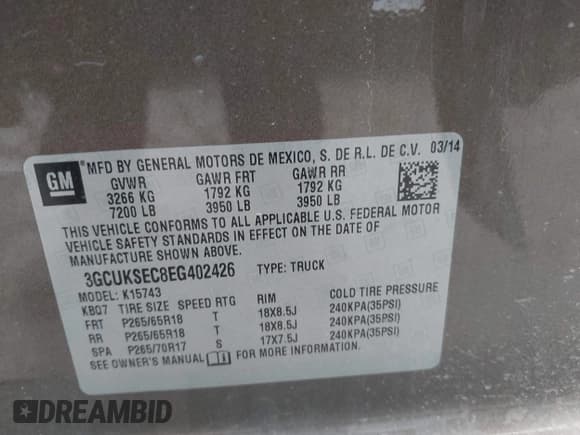 GM
MFD BY GENERAL MOTORS DE MEXICO, S. DE R.L. DE C.V. 03/14
GVWR GAWR FRT GAWR RR
3266 KG 1792 KG 1792 KG
7200 LB 3950 LB 3950 LB
THIS VEHICLE CONFORMS TO ALL APPLICABLE U.S. FEDERAL MOTOR
VEHICLE SAFETY STANDARDS IN EFFECT ON THE DATE OF
MANUFACTURE SHOWN ABOVE.
3GCUKSEC8EG402426 TYPE: TRUCK
MODEL: K15743
KBQ7 TIRE SIZE SPEED RTG RIM COLD TIRE PRESSURE
FRT P265/65R18 T 18X8.5J 240KPA(35PSI)
RR P265/65R18 T 18X8.5J 240KPA(35PSI)
SPA P265/70R17 S 17X7.5J 240KPA(35PSI)
SEE OWNER'S MANUAL FOR MORE INFORMATION.
DREAMBID